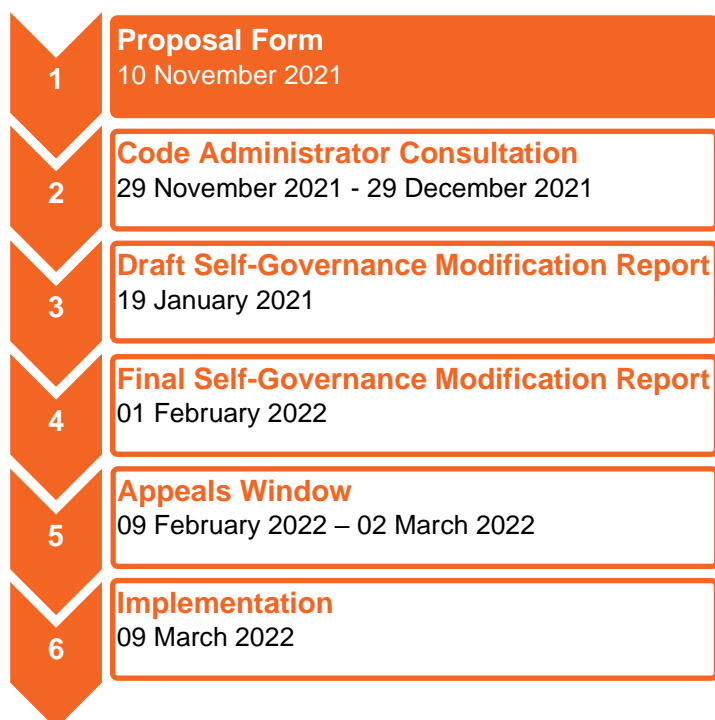 1
Proposal Form
10 November 2021
2
Code Administrator Consultation
29 November 2021 - 29 December 2021
3
Draft Self-Governance Modification Report
19 January 2021
4
Final Self-Governance Modification Report
01 February 2022
5
Appeals Window
09 February 2022 – 02 March 2022
6
Implementation
09 March 2022